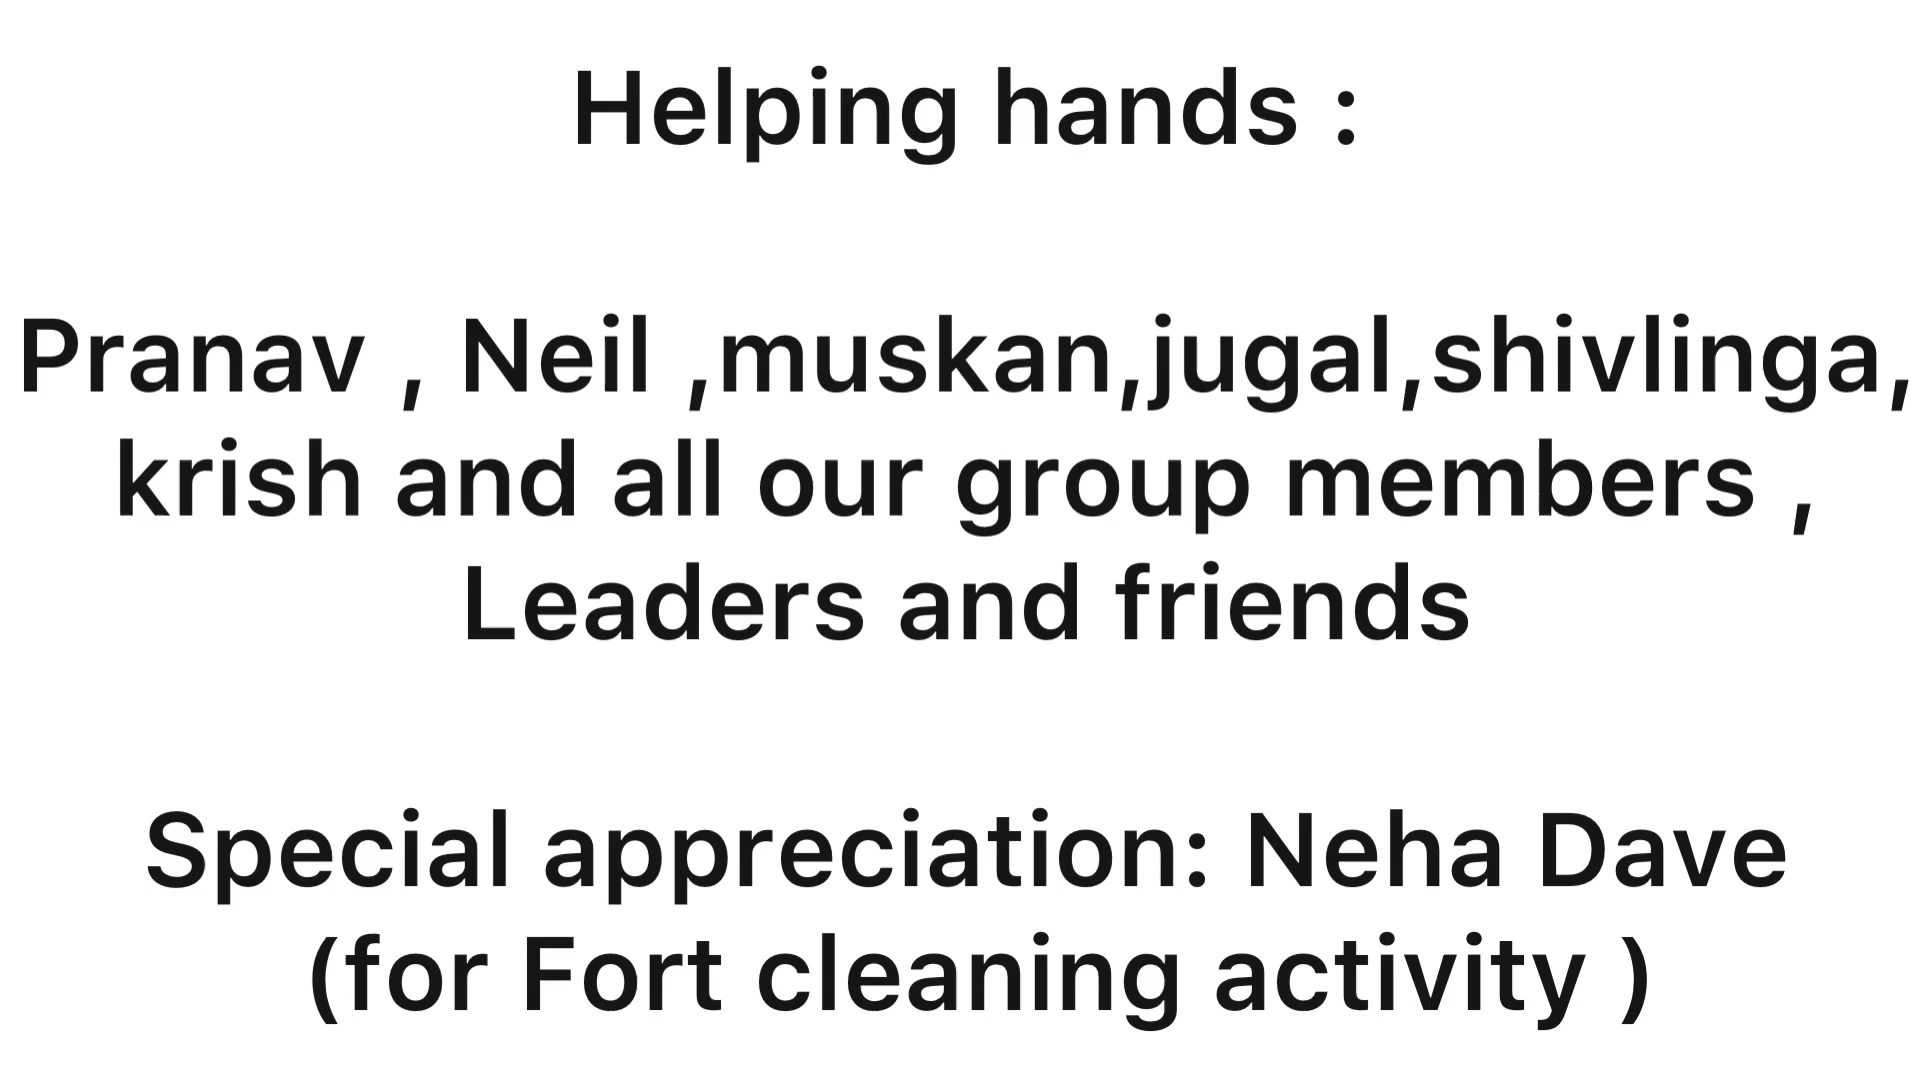 Helping hands :
Pranav , Neil ,muskan,jugal,shivlinga,
krish and all our group members ,
Leaders and friends
Special appreciation: Neha Dave
(for Fort cleaning activity )